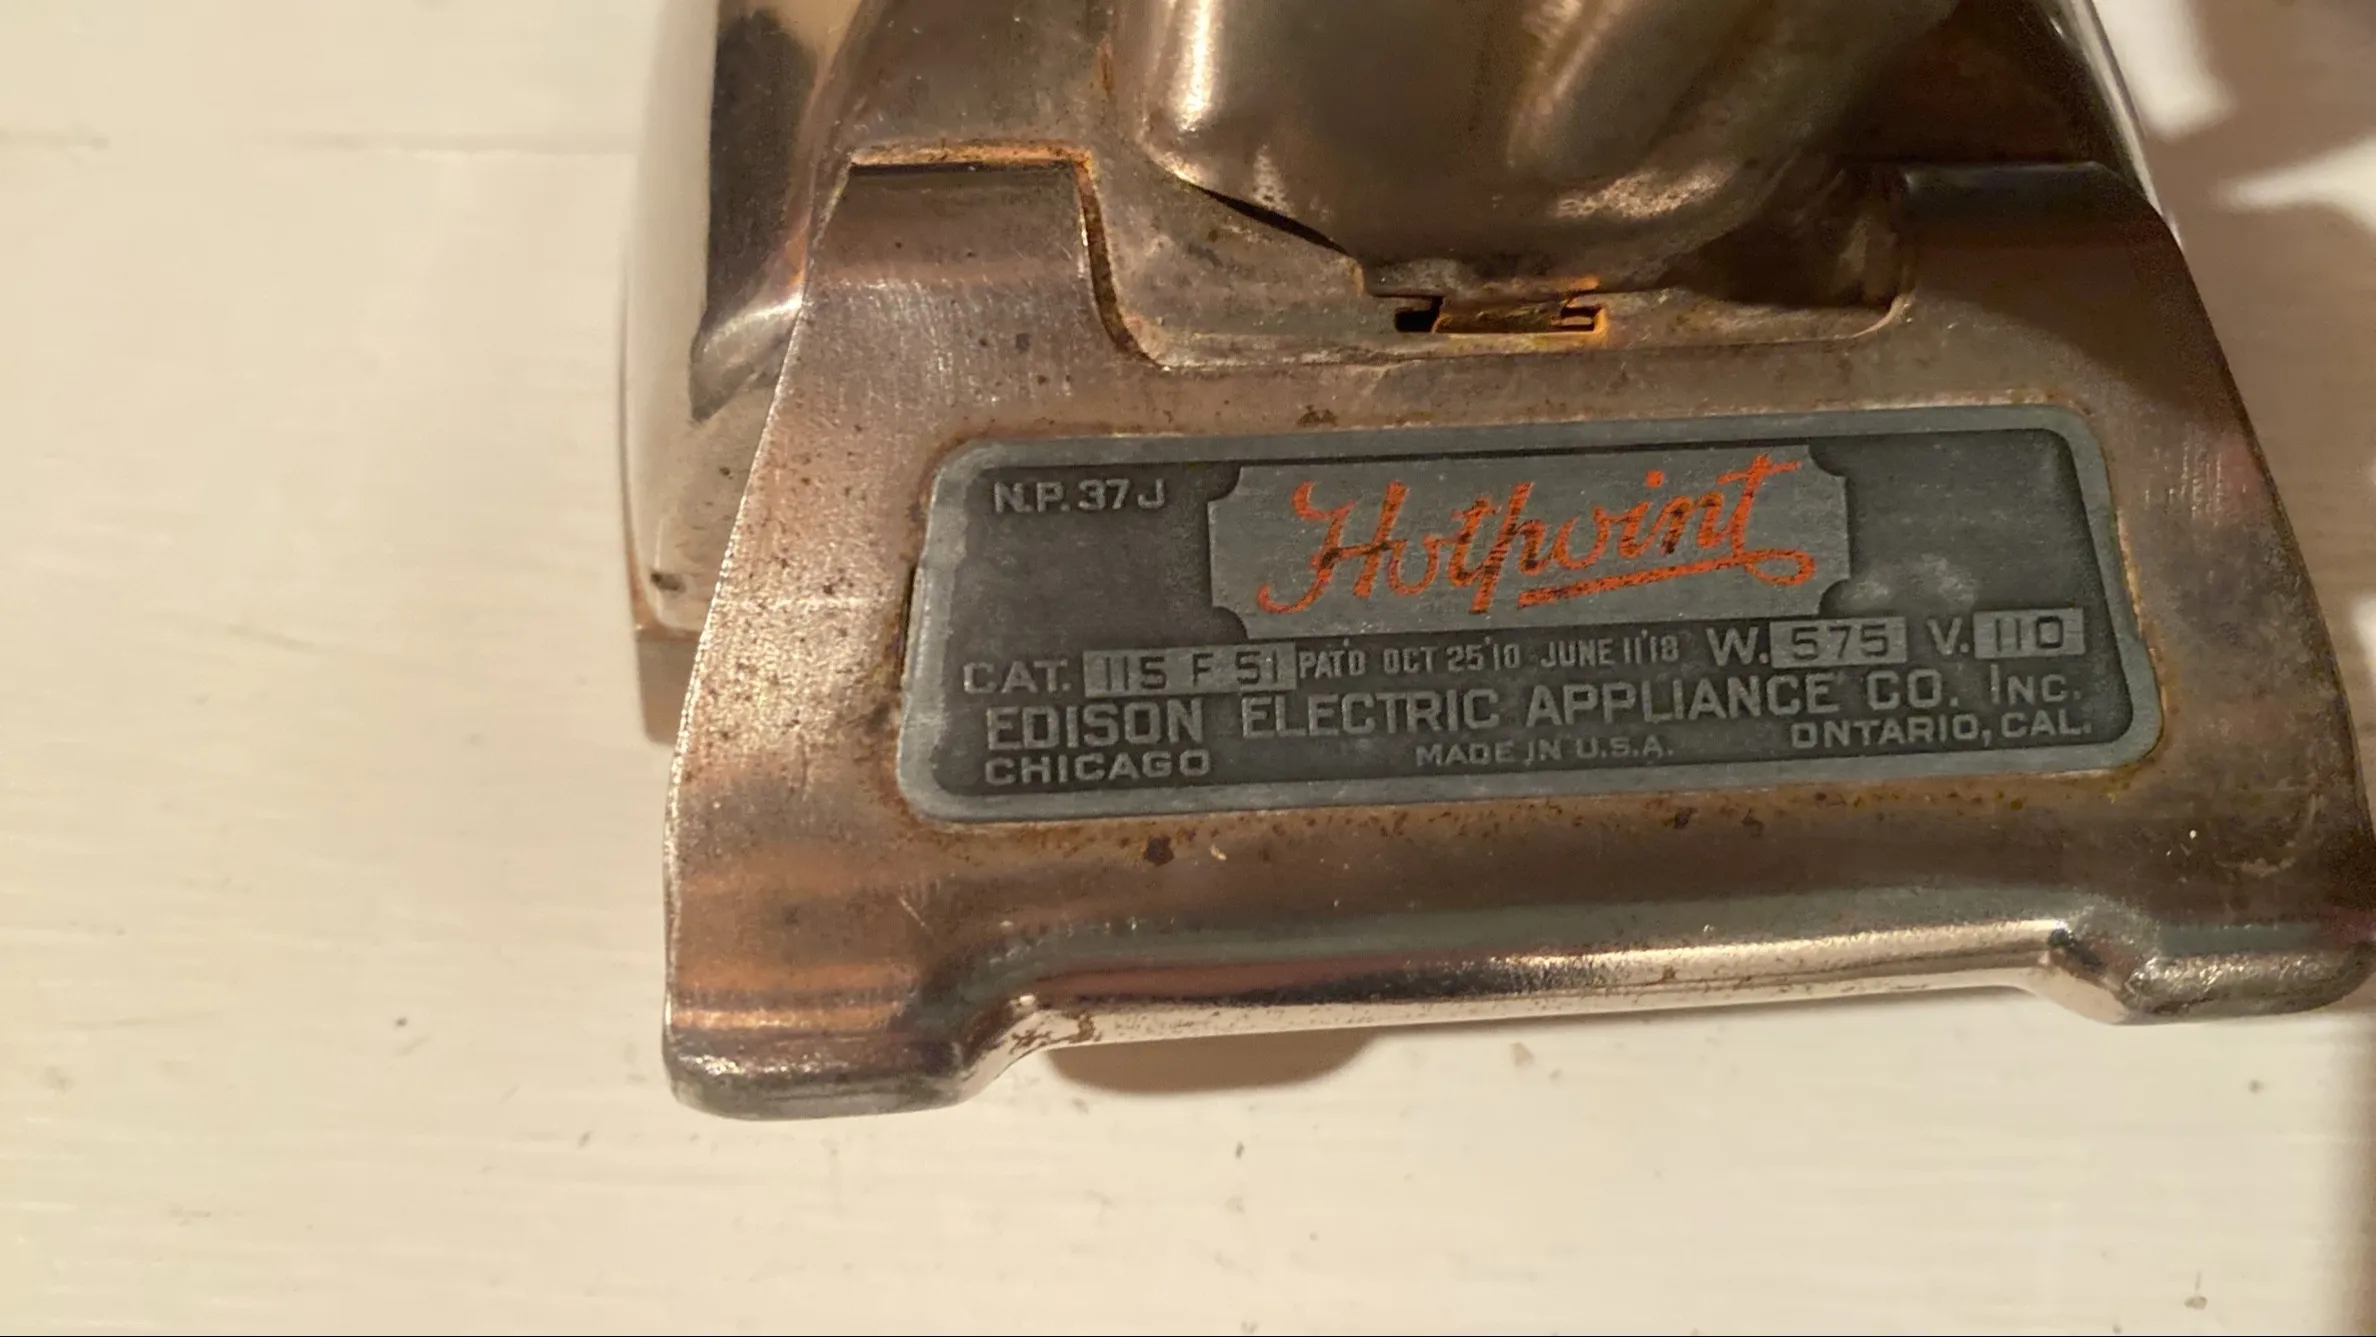 N.P. 37J
Hotpoint
CAT. 115 F 51 PAT'D OCT 25'10 JUNE 11'18 W. 575 V. 110
EDISON ELECTRIC APPLIANCE CO. INC.
CHICAGO MADE IN U.S.A. ONTARIO, CAL.